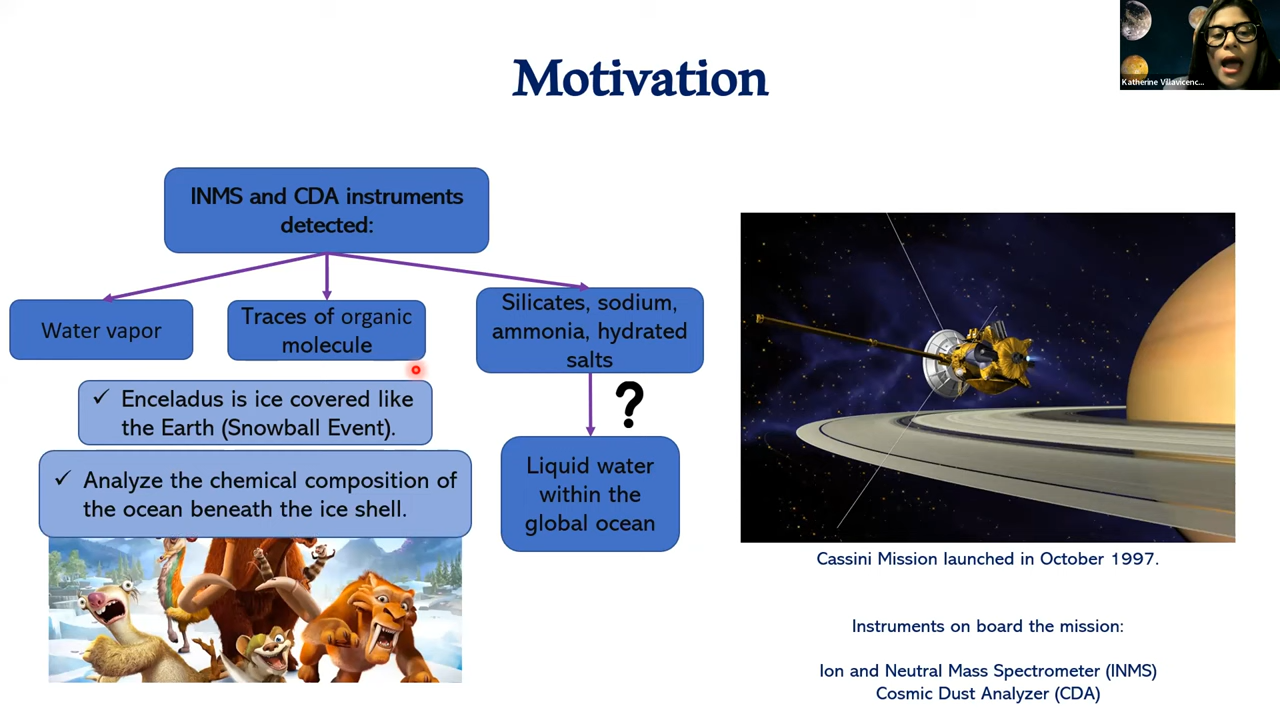 Motivation
Katherine Villavicenc...
INMS and CDA instruments
detected:
Water vapor
Traces of organic
molecule
Silicates, sodium,
ammonia, hydrated
salts
?
✓ Enceladus is ice covered like
the Earth (Snowball Event).
✓ Analyze the chemical composition of
the ocean beneath the ice shell.
Liquid water
within the
global ocean
Cassini Mission launched in October 1997.
Instruments on board the mission:
Ion and Neutral Mass Spectrometer (INMS)
Cosmic Dust Analyzer (CDA)